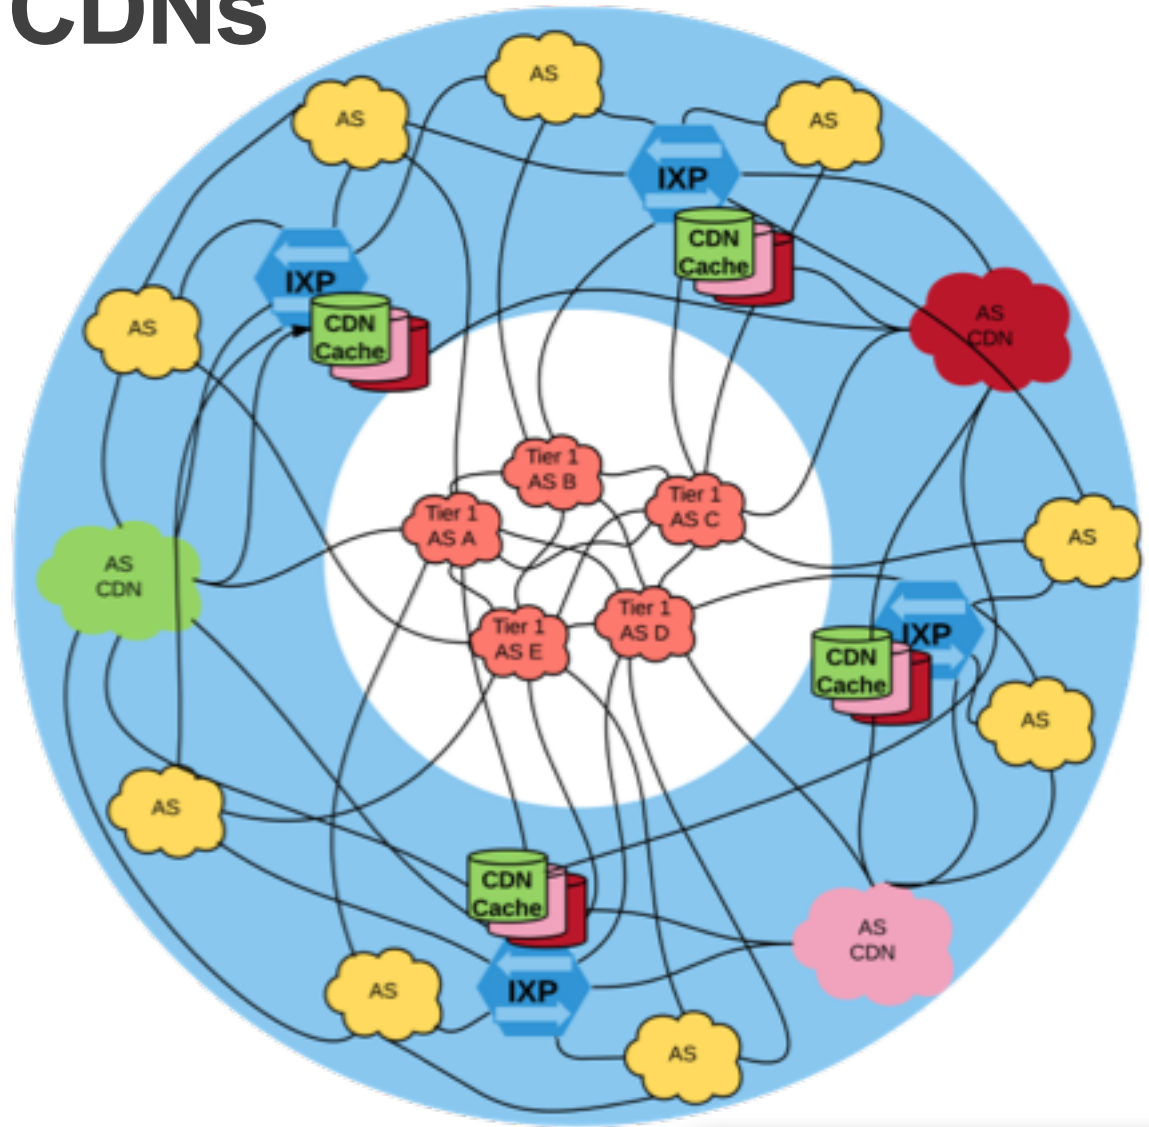 CDNs
AS
AS
AS
IXP
CDN
Cache
IXP
CDN
Cache
AS
AS
CDN
Tier 1
AS B
Tier 1
AS C
Tier 1
AS A
AS
AS
CDN
Tier 1
AS D
Tier 1
AS E
IXP
CDN
Cache
AS
AS
CDN
Cache
AS
CDN
AS
IXP
AS